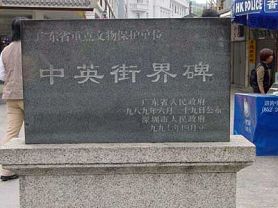 广东省重点文物保护单位
中英街界碑
广东省人民政府
一九八九年六月二十九日公布
深圳市人民政府
HK POLICE